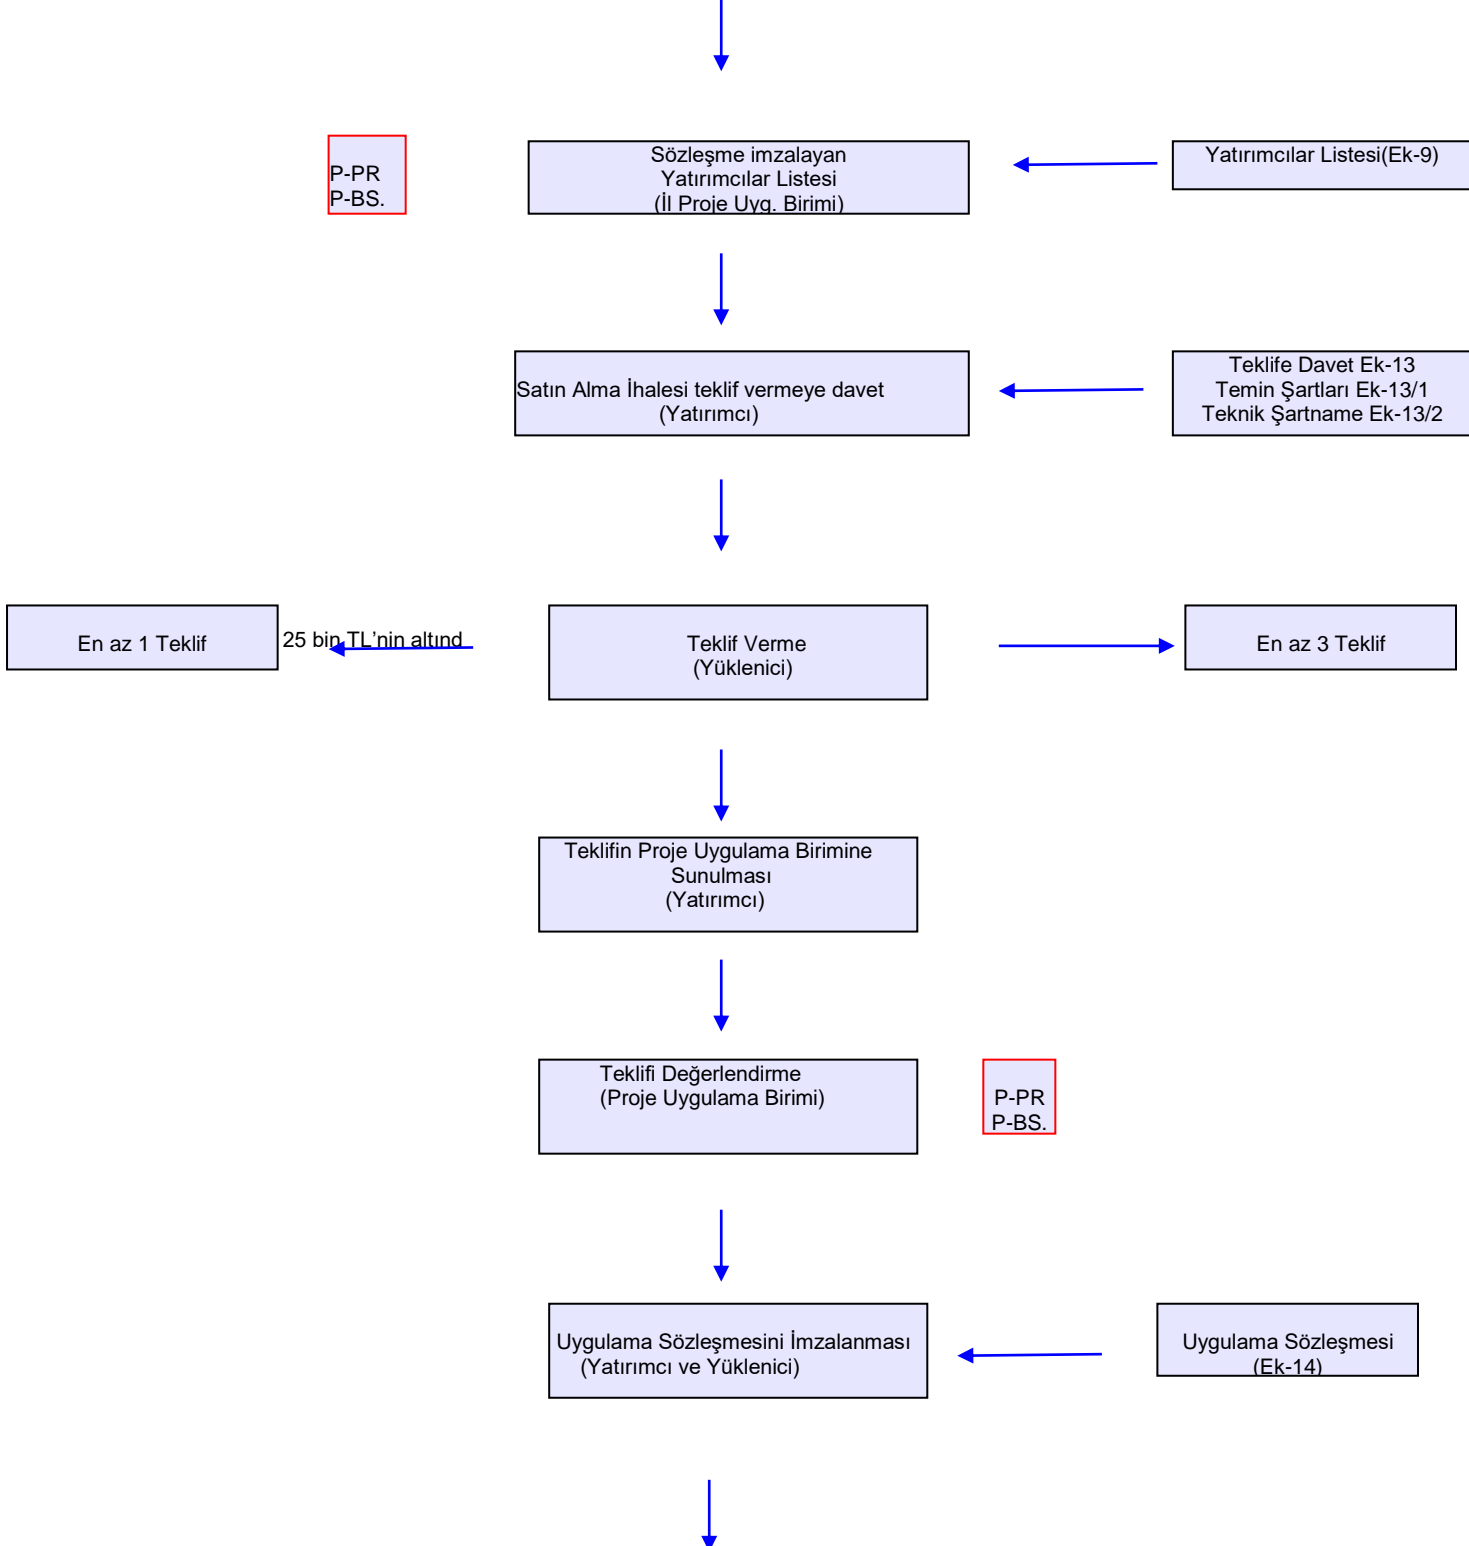 P-PR
P-BS.
Sözleşme imzalayan
Yatırımcılar Listesi
(İl Proje Uyg. Birimi)
Yatırımcılar Listesi(Ek-9)
Satın Alma İhalesi teklif vermeye davet
(Yatırımcı)
Teklife Davet Ek-13
Temin Şartları Ek-13/1
Teknik Şartname Ek-13/2
En az 1 Teklif
25 bin TL’nin altınd
Teklif Verme
(Yüklenici)
En az 3 Teklif
Teklifin Proje Uygulama Birimine
Sunulması
(Yatırımcı)
Teklifi Değerlendirme
(Proje Uygulama Birimi)
P-PR
P-BS.
Uygulama Sözleşmesini İmzalanması
(Yatırımcı ve Yüklenici)
Uygulama Sözleşmesi
(Ek-14)